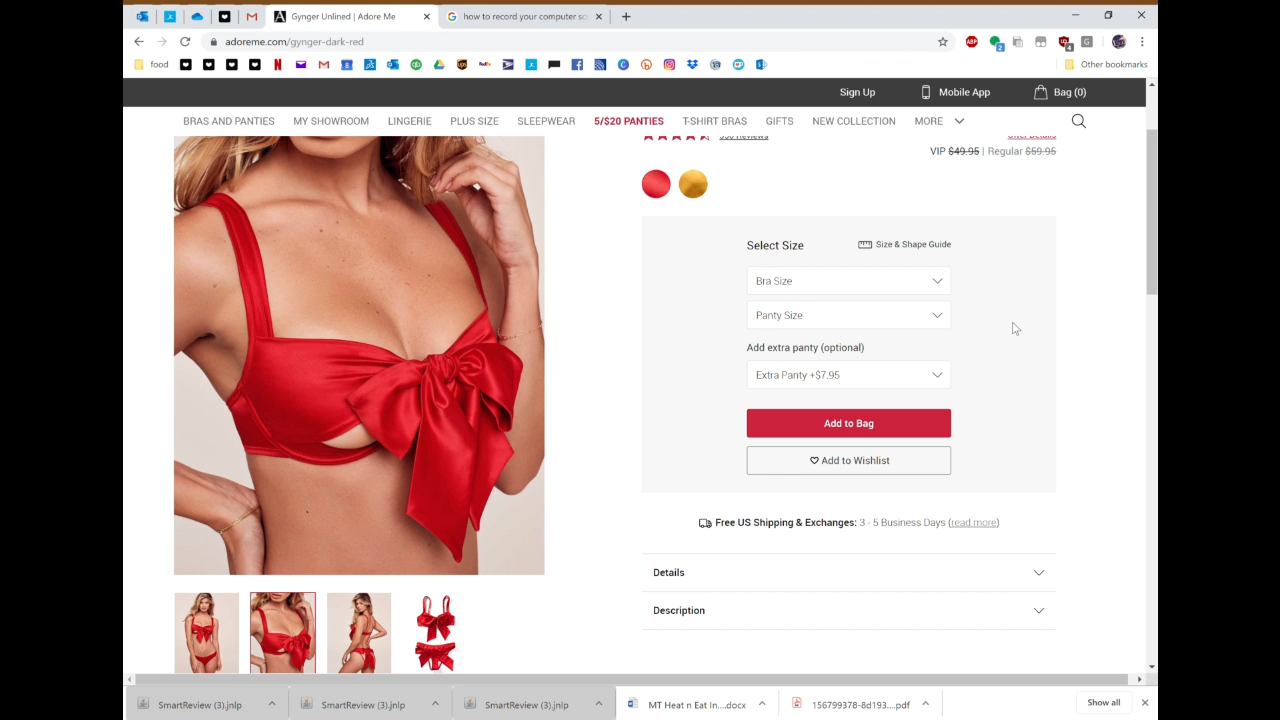 Gynger Unlined | Adore Me
how to record your computer sc
adoreme.com/gynger-dark-red
food
Other bookmarks
Sign Up
Mobile App
Bag (0)
BRAS AND PANTIES
MY SHOWROOM
LINGERIE
PLUS SIZE
SLEEPWEAR
5/$20 PANTIES
T-SHIRT BRAS
GIFTS
NEW COLLECTION
MORE
Offer Details
VIP $49.95 | Regular $59.95
Select Size
Size & Shape Guide
Bra Size
Panty Size
Add extra panty (optional)
Extra Panty +$7.95
Add to Bag
Add to Wishlist
Free US Shipping & Exchanges: 3 - 5 Business Days (read more)
Details
Description
SmartReview (3).jnlp
SmartReview (3).jnlp
SmartReview (3).jnlp
MT Heat n Eat In....docx
156799378-8d193....pdf
Show all